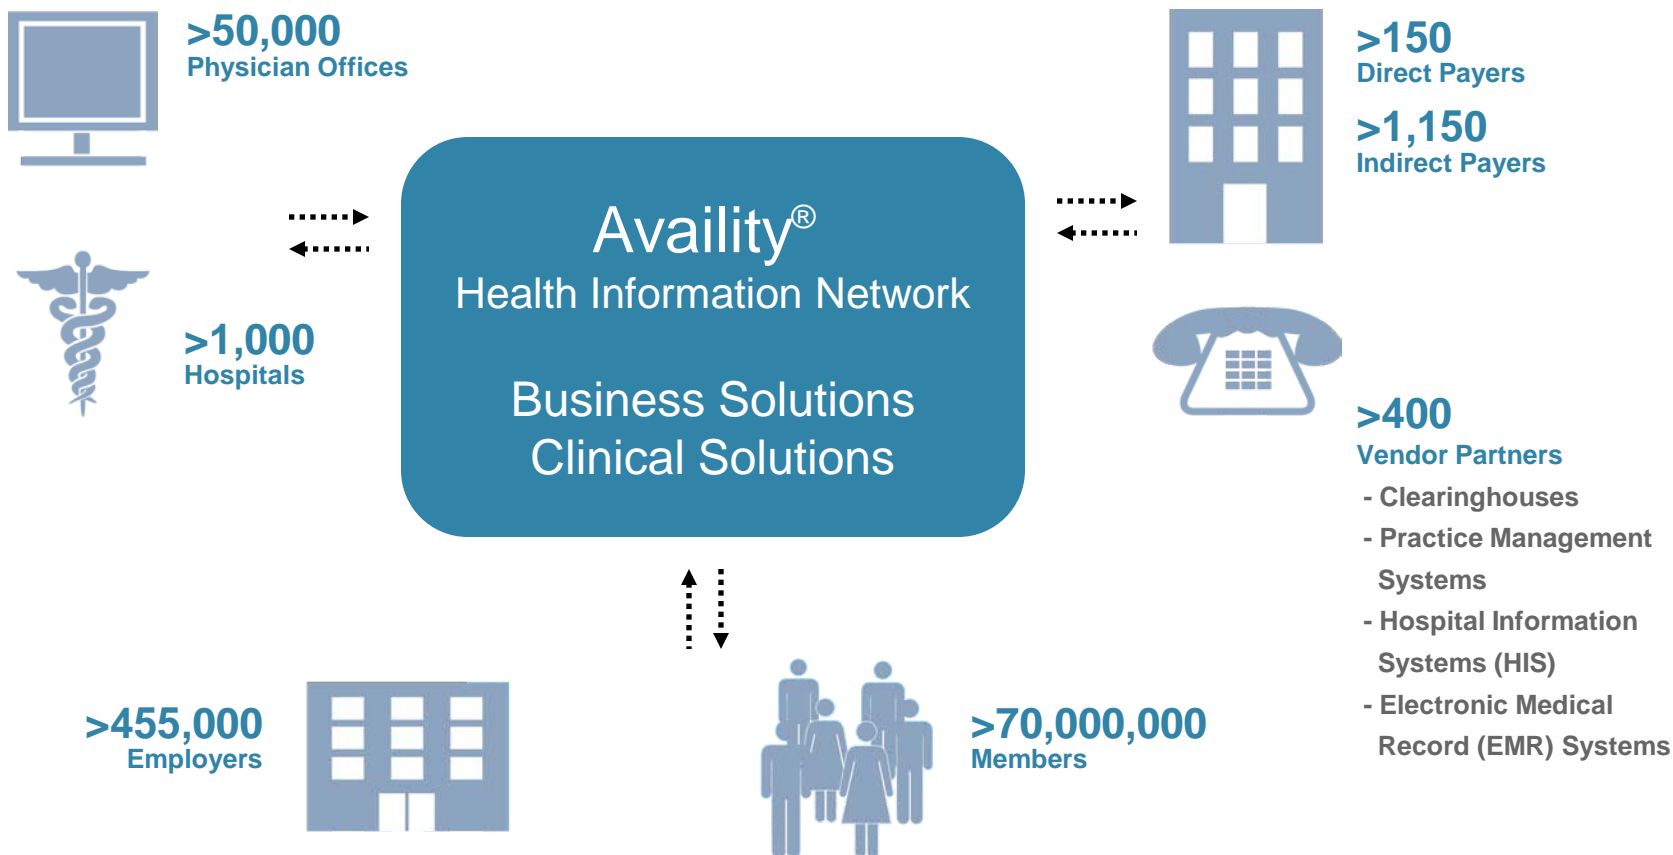 >50,000
Physician Offices
>1,000
Hospitals
Availity®
Health Information Network
Business Solutions
Clinical Solutions
>150
Direct Payers
>1,150
Indirect Payers
>400
Vendor Partners
- Clearinghouses
- Practice Management
Systems
- Hospital Information
Systems (HIS)
- Electronic Medical
Record (EMR) Systems
>455,000
Employers
>70,000,000
Members